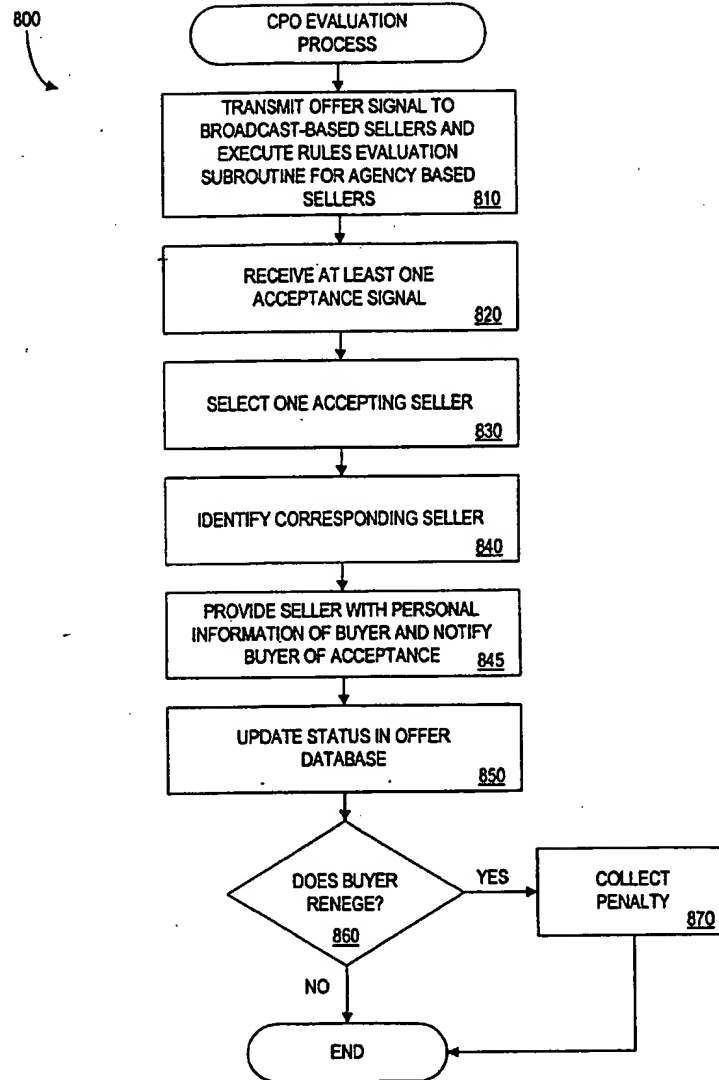 800
CPO EVALUATION
PROCESS
TRANSMIT OFFER SIGNAL TO
BROADCAST-BASED SELLERS AND
EXECUTE RULES EVALUATION
SUBROUTINE FOR AGENCY BASED
SELLERS
810
RECEIVE AT LEAST ONE
ACCEPTANCE SIGNAL
820
SELECT ONE ACCEPTING SELLER
830
IDENTIFY CORRESPONDING SELLER
840
PROVIDE SELLER WITH PERSONAL
INFORMATION OF BUYER AND NOTIFY
BUYER OF ACCEPTANCE
845
UPDATE STATUS IN OFFER
DATABASE
850
DOES BUYER
RENEGE?
860
YES
COLLECT
PENALTY
870
NO
END